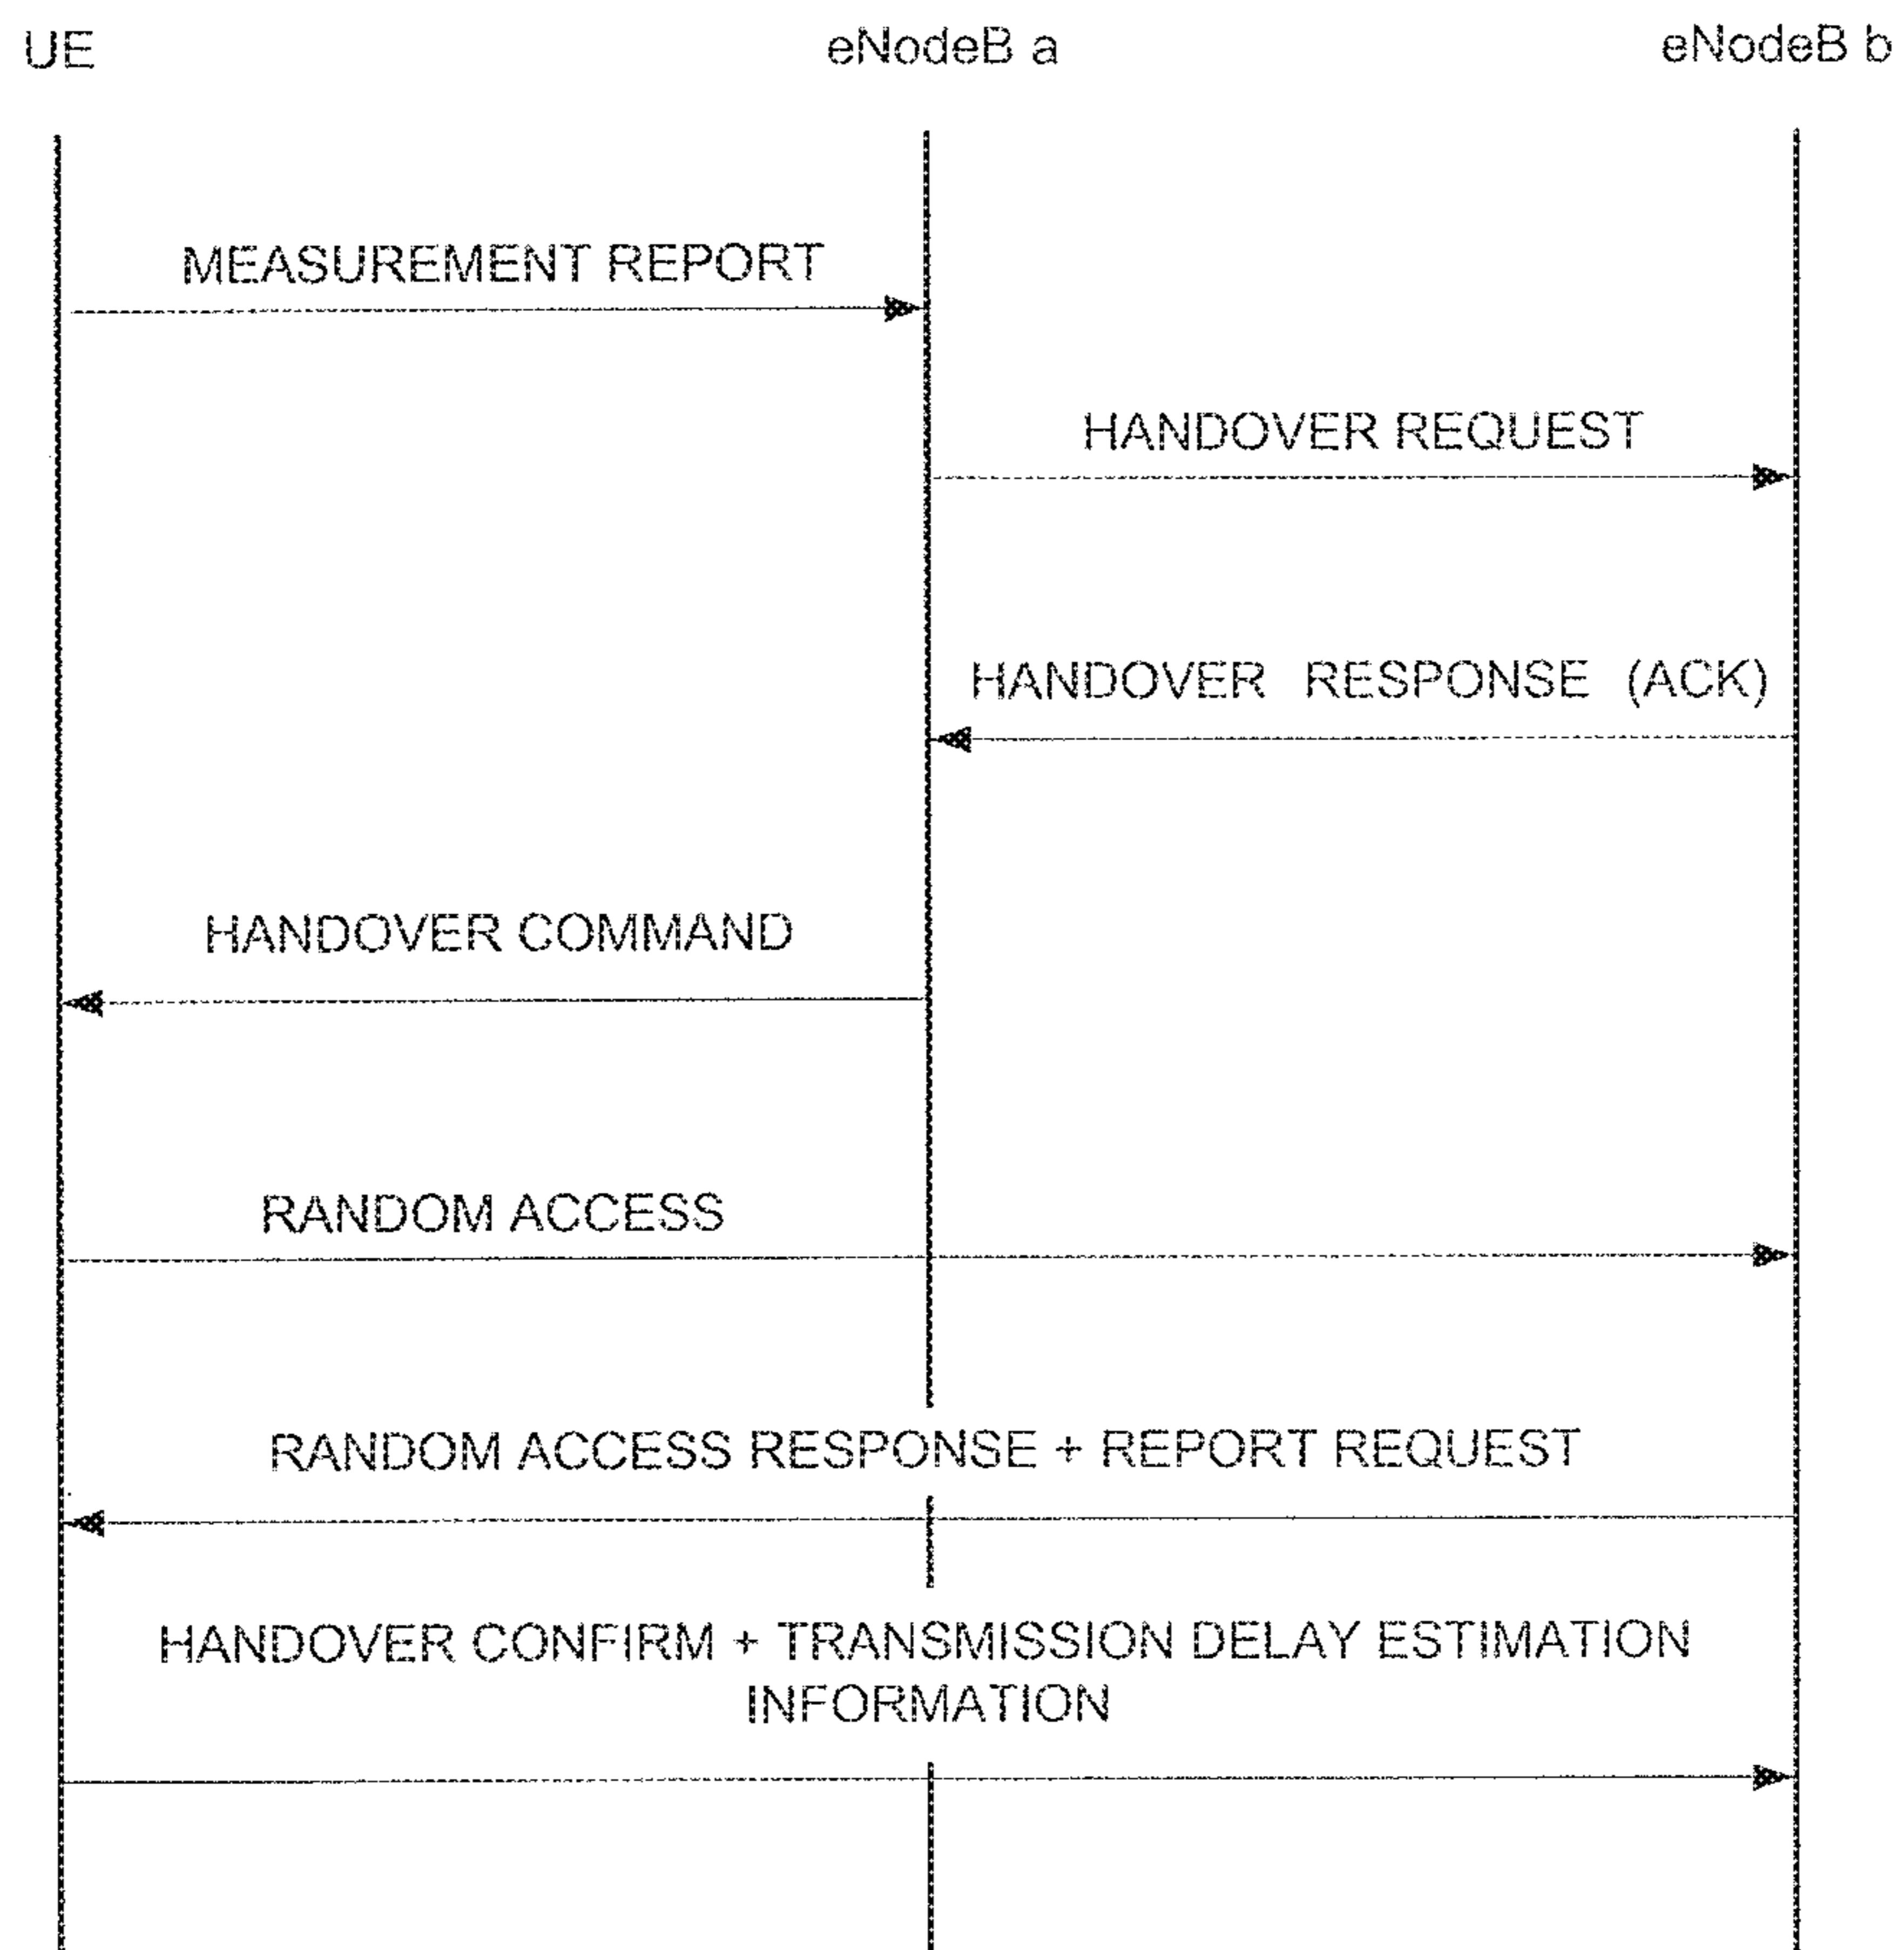 UE eNodeB a eNodeB b
MEASUREMENT REPORT
HANDOVER REQUEST
HANDOVER RESPONSE (ACK)
HANDOVER COMMAND
RANDOM ACCESS
RANDOM ACCESS RESPONSE + REPORT REQUEST
HANDOVER CONFIRM + TRANSMISSION DELAY ESTIMATION
INFORMATION